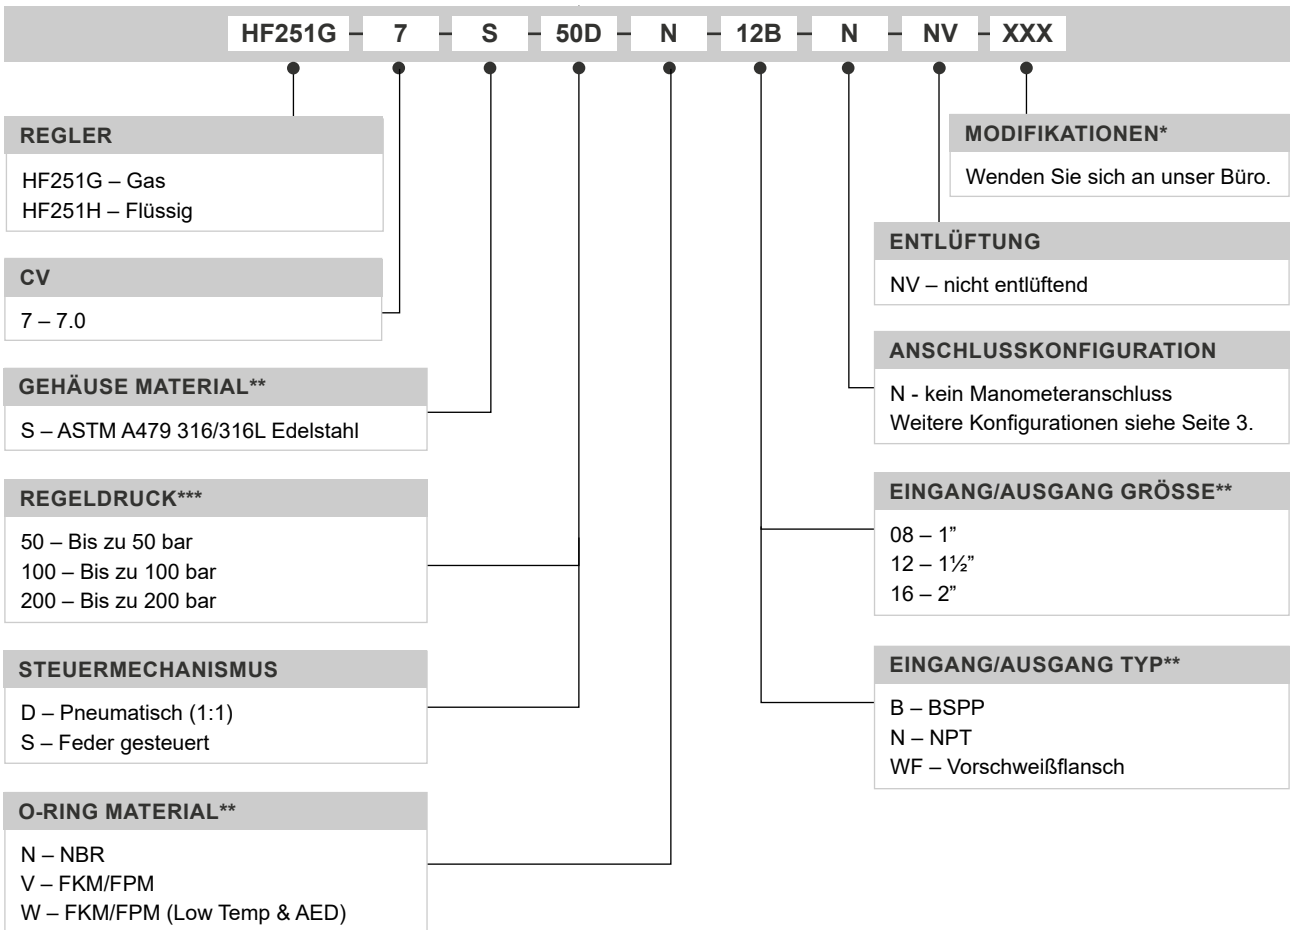 HF251G – 7 – S – 50D – N – 12B – N – NV – XXX
REGLER
HF251G – Gas
HF251H – Flüssig
CV
7 – 7.0
GEHÄUSE MATERIAL**
S – ASTM A479 316/316L Edelstahl
REGELDRUCK***
50 – Bis zu 50 bar
100 – Bis zu 100 bar
200 – Bis zu 200 bar
STEUERMECHANISMUS
D – Pneumatisch (1:1)
S – Feder gesteuert
O-RING MATERIAL**
N – NBR
V – FKM/FPM
W – FKM/FPM (Low Temp & AED)
MODIFIKATIONEN*
Wenden Sie sich an unser Büro.
ENTLÜFTUNG
NV – nicht entlüftend
ANSCHLUSSKONFIGURATION
N - kein Manometeranschluss
Weitere Konfigurationen siehe Seite 3.
EINGANG/AUSGANG GRÖSSE**
08 – 1”
12 – 1½”
16 – 2”
EINGANG/AUSGANG TYP**
B – BSPP
N – NPT
WF – Vorschweißflansch